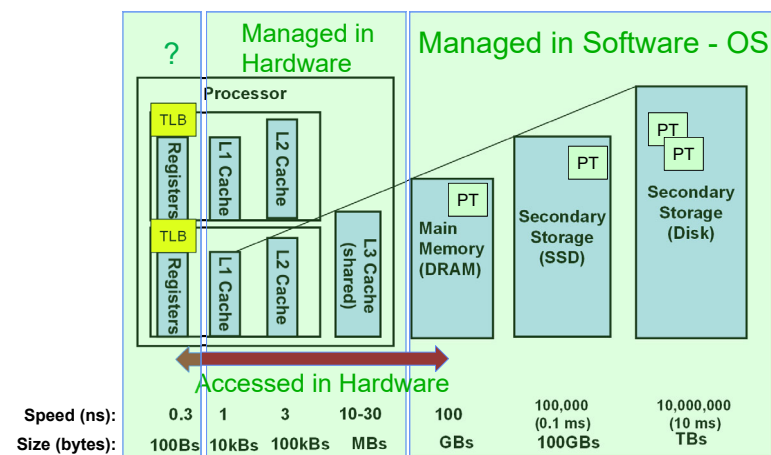 ?
Managed in
Hardware
Managed in Software - OS
Processor
TLB
Registers
L1 Cache
L2 Cache
TLB
Registers
L1 Cache
L2 Cache
L3 Cache
(shared)
PT
Main
Memory
(DRAM)
PT
Secondary
Storage
(SSD)
PT
PT
Secondary
Storage
(Disk)
Accessed in Hardware
Speed (ns): 0.3 1 3 10-30 100 100,000 (0.1 ms) 10,000,000 (10 ms)
Size (bytes): 100Bs 10kBs 100kBs MBs GBs 100GBs TBs